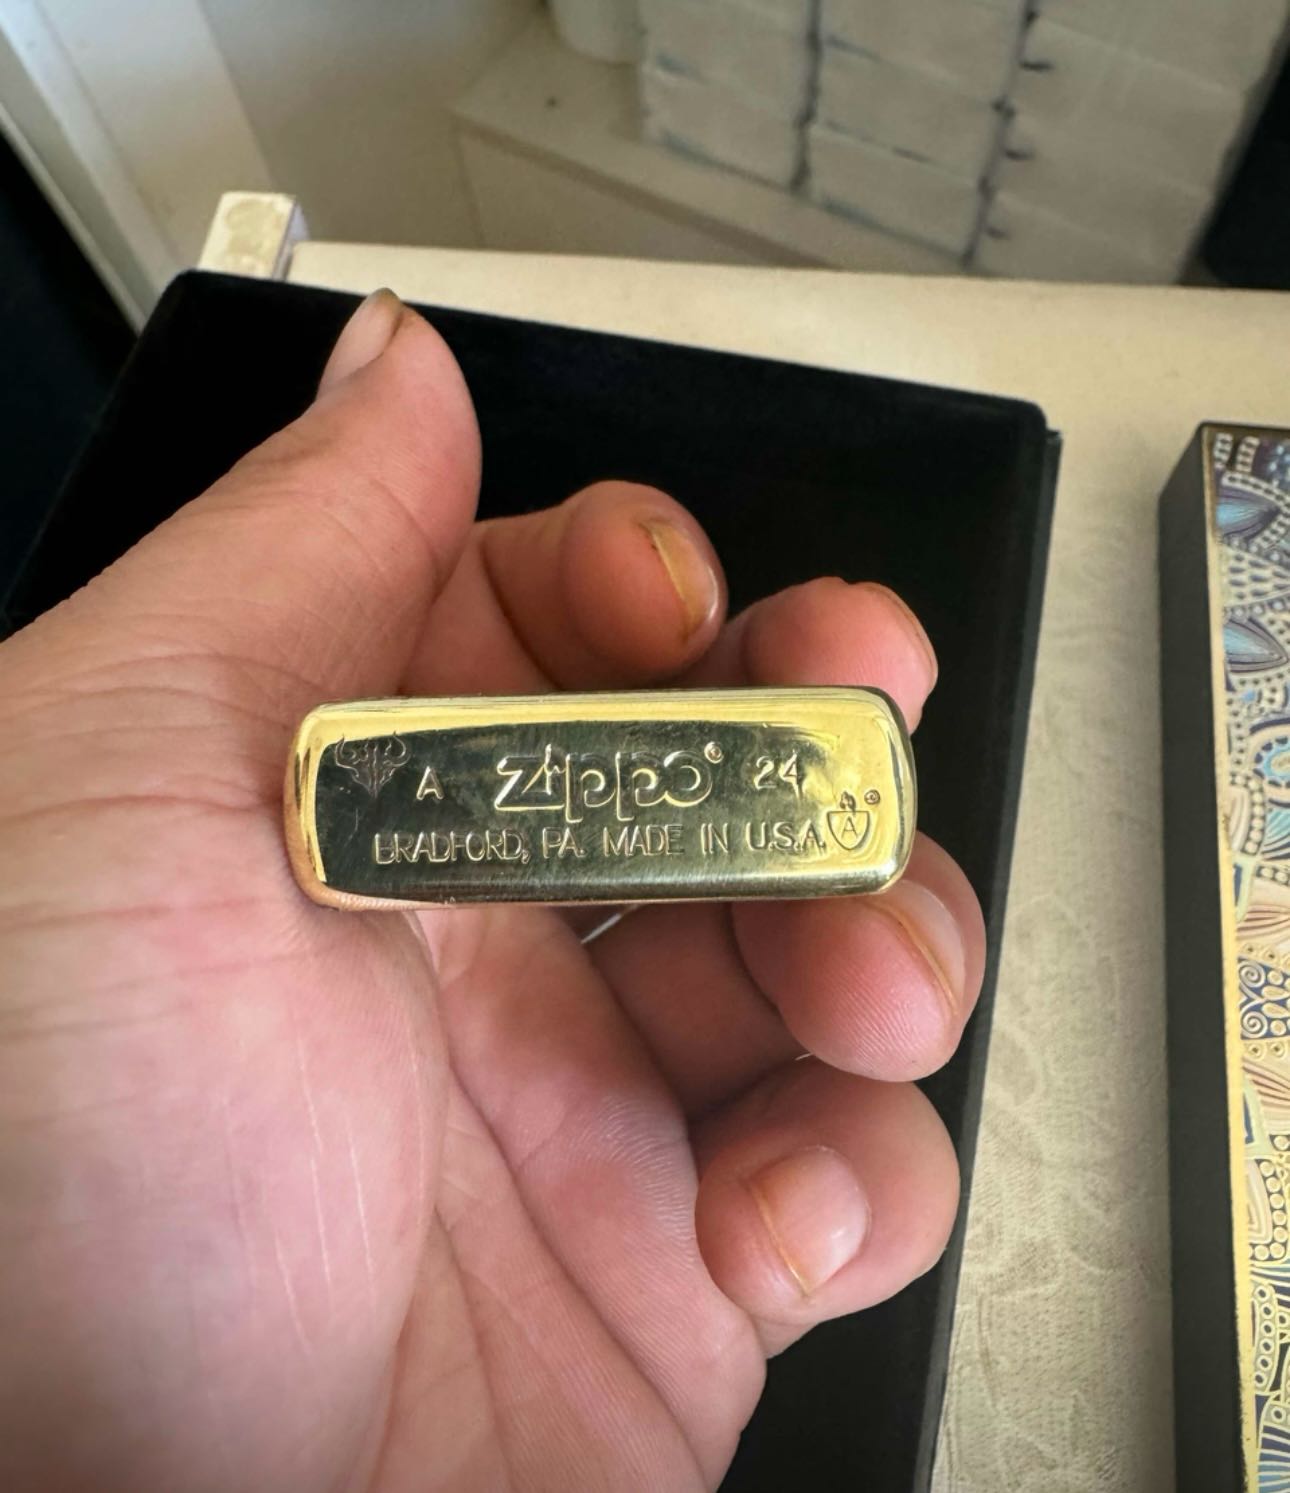 A zippo® 24
BRADFORD, PA. MADE IN U.S.A.
A ®